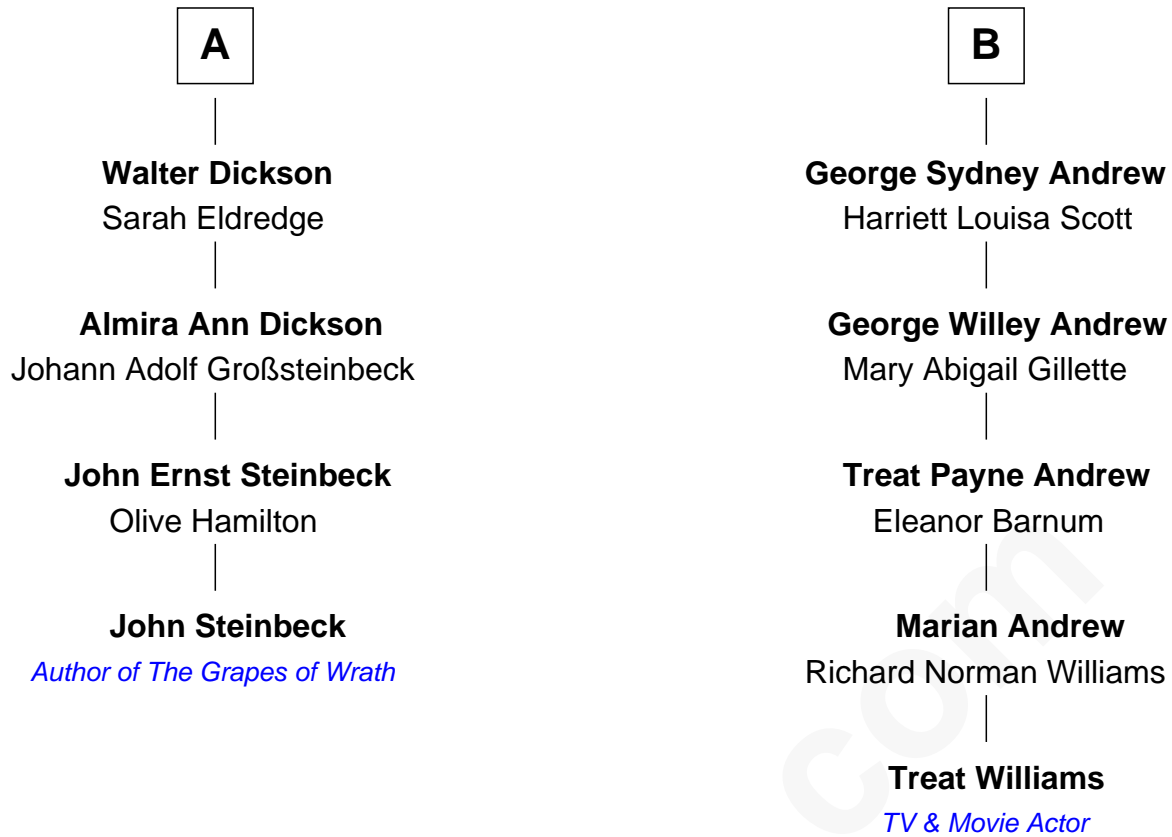 A
Walter Dickson
Sarah Eldredge
Almira Ann Dickson
Johann Adolf Großsteinbeck
John Ernst Steinbeck
Olive Hamilton
John Steinbeck
Author of The Grapes of Wrath
B
George Sydney Andrew
Harriett Louisa Scott
George Willey Andrew
Mary Abigail Gillette
Treat Payne Andrew
Eleanor Barnum
Marian Andrew
Richard Norman Williams
Treat Williams
TV & Movie Actor
com